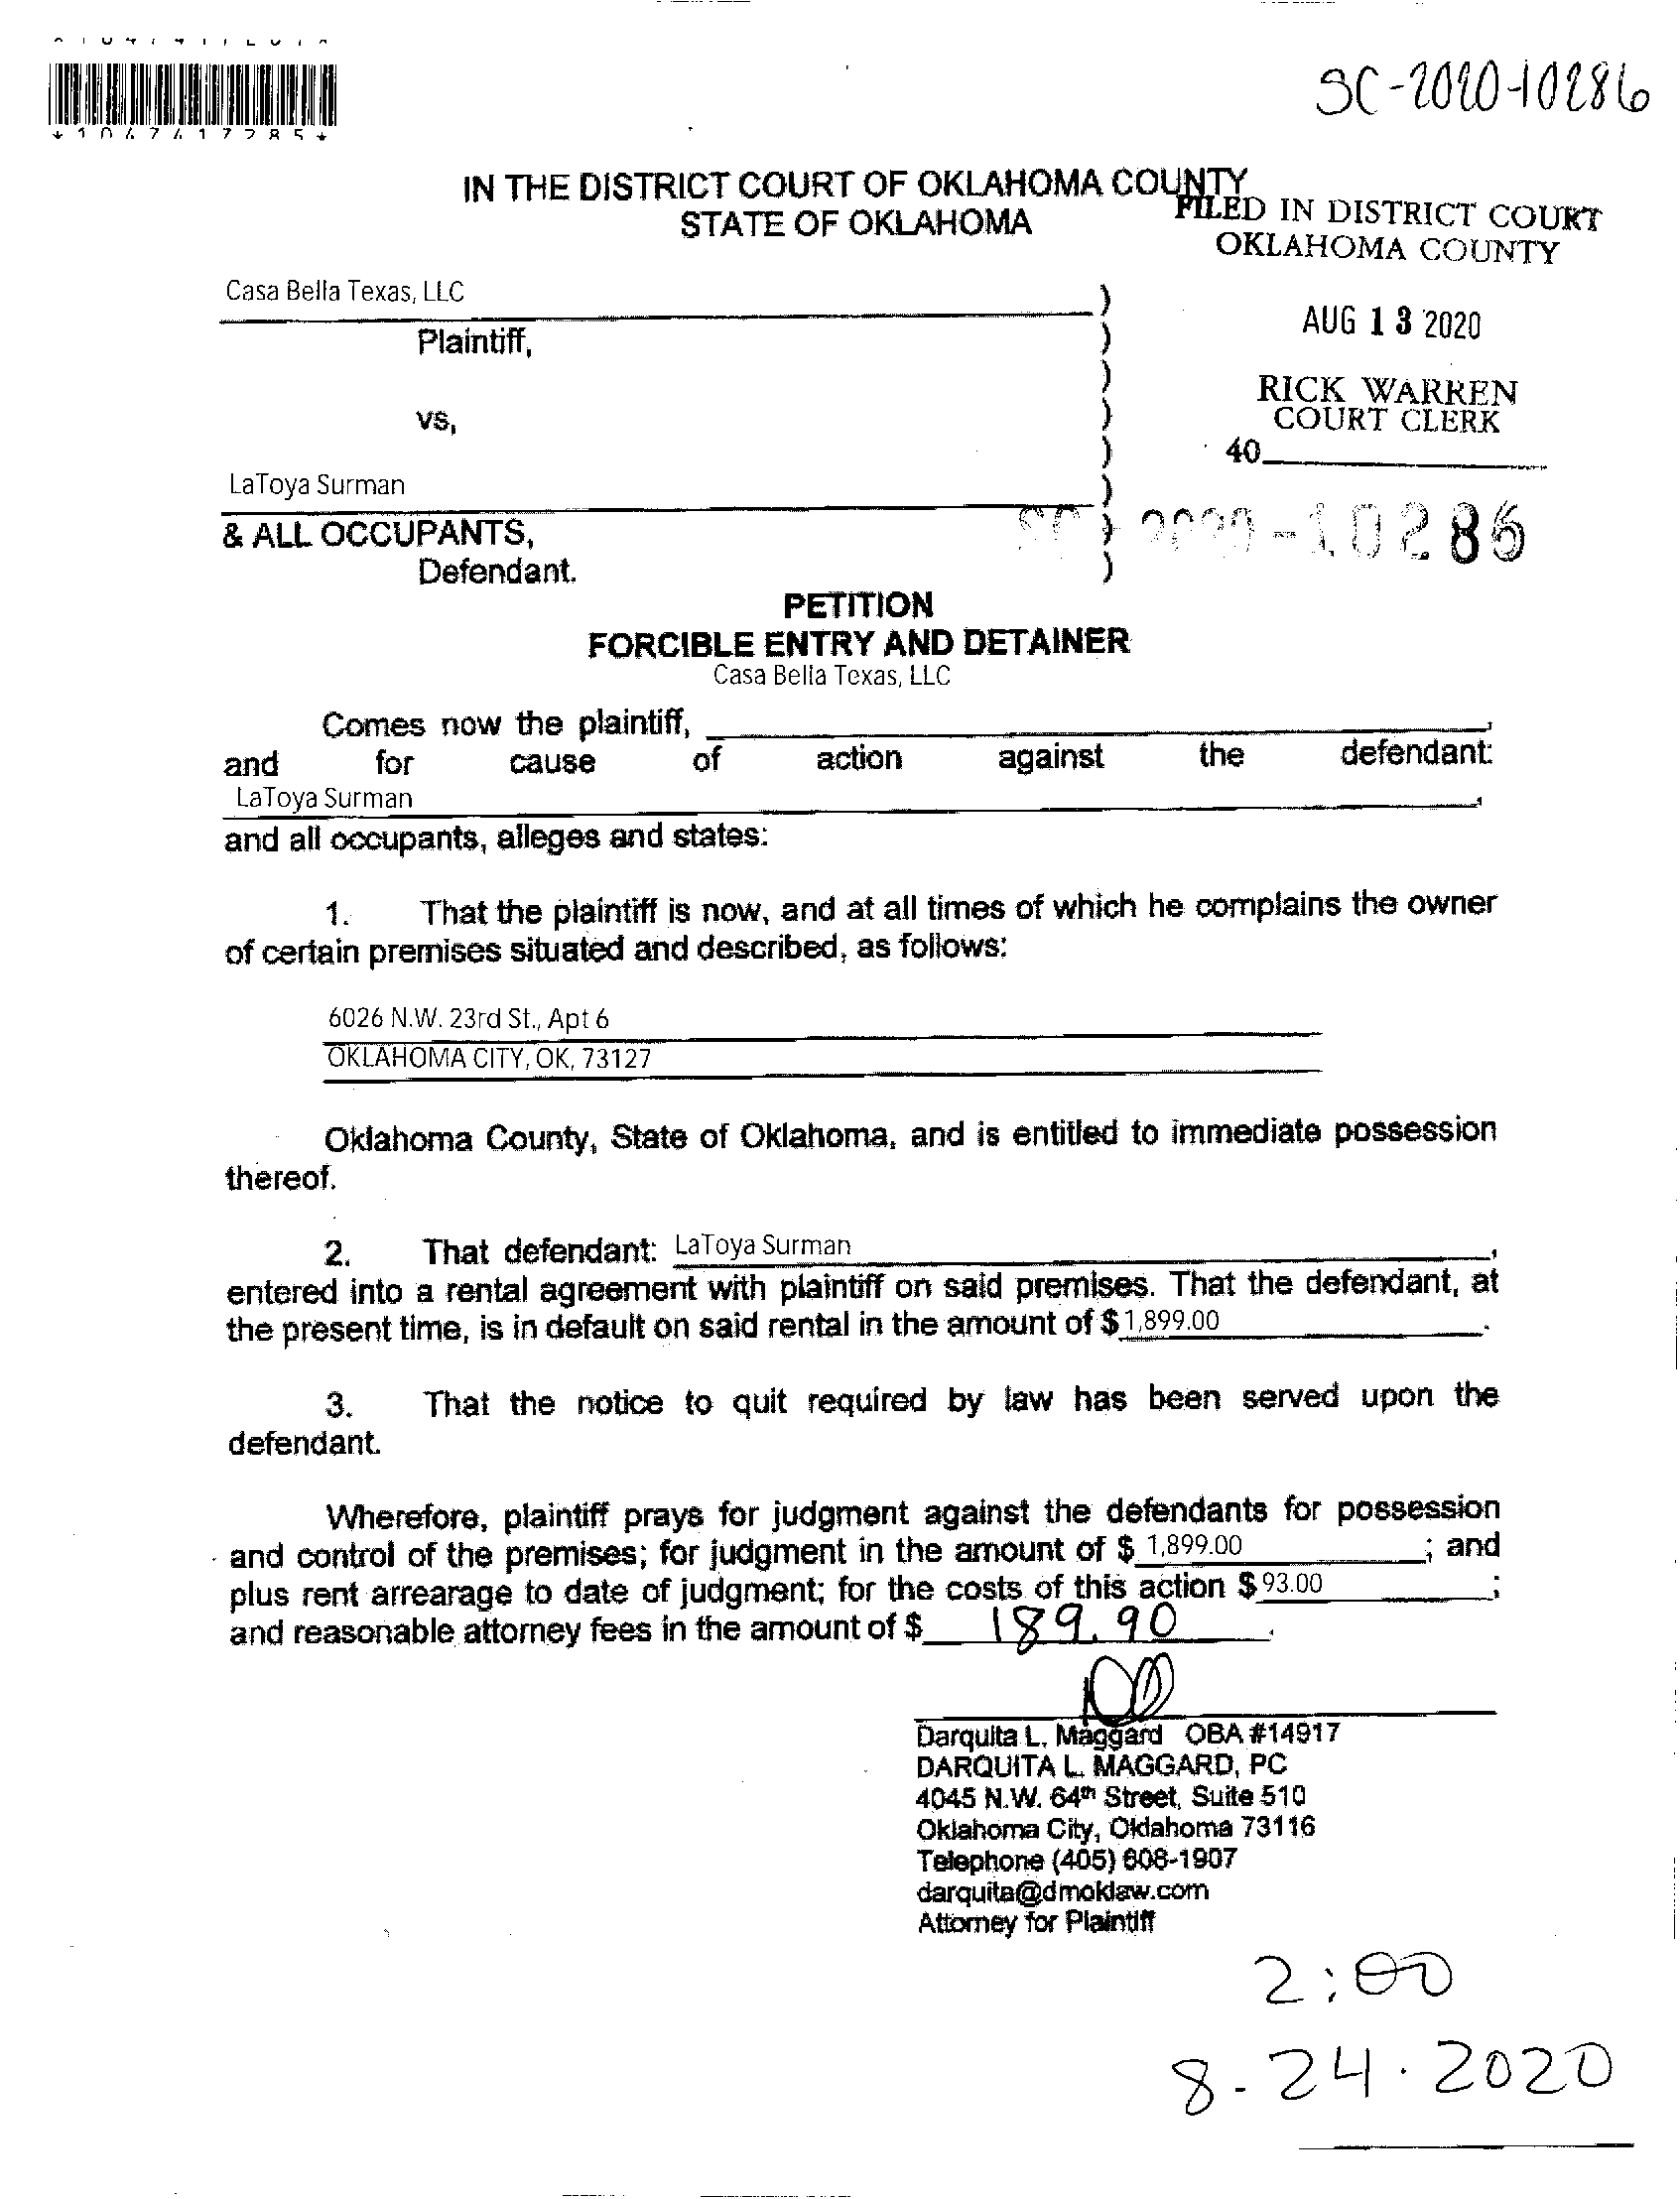 SC-2020-10286
*1047417285*
IN THE DISTRICT COURT OF OKLAHOMA COUNTY
STATE OF OKLAHOMA
FILED IN DISTRICT COURT
OKLAHOMA COUNTY
Casa Bella Texas, LLC )
Plaintiff, )
AUG 13 2020
)
RICK WARREN
COURT CLERK
vs, )
) 40
LaToya Surman )
& ALL OCCUPANTS, )
SC 2020-10286
Defendant. )
PETITION
FORCIBLE ENTRY AND DETAINER
Casa Bella Texas, LLC
Comes now the plaintiff, ,
and for cause of action against the defendant:
LaToya Surman ,
and all occupants, alleges and states:
1. That the plaintiff is now, and at all times of which he complains the owner
of certain premises situated and described, as follows:
6026 N.W. 23rd St., Apt 6
OKLAHOMA CITY, OK, 73127
Oklahoma County, State of Oklahoma, and is entitled to immediate possession
thereof.
2. That defendant: LaToya Surman ,
entered into a rental agreement with plaintiff on said premises. That the defendant, at
the present time, is in default on said rental in the amount of $ 1,899.00 .
3. That the notice to quit required by law has been served upon the
defendant.
Wherefore, plaintiff prays for judgment against the defendants for possession
and control of the premises; for judgment in the amount of $ 1,899.00 ; and
plus rent arrearage to date of judgment; for the costs of this action $ 93.00 ;
and reasonable attorney fees in the amount of $ 189.90 .
Darquita L. Maggard OBA #14917
DARQUITA L. MAGGARD, PC
4045 N.W. 64th Street, Suite 510
Oklahoma City, Oklahoma 73116
Telephone (405) 608-1907
darquita@dmoklaw.com
Attorney for Plaintiff
2:00
8-24-2020